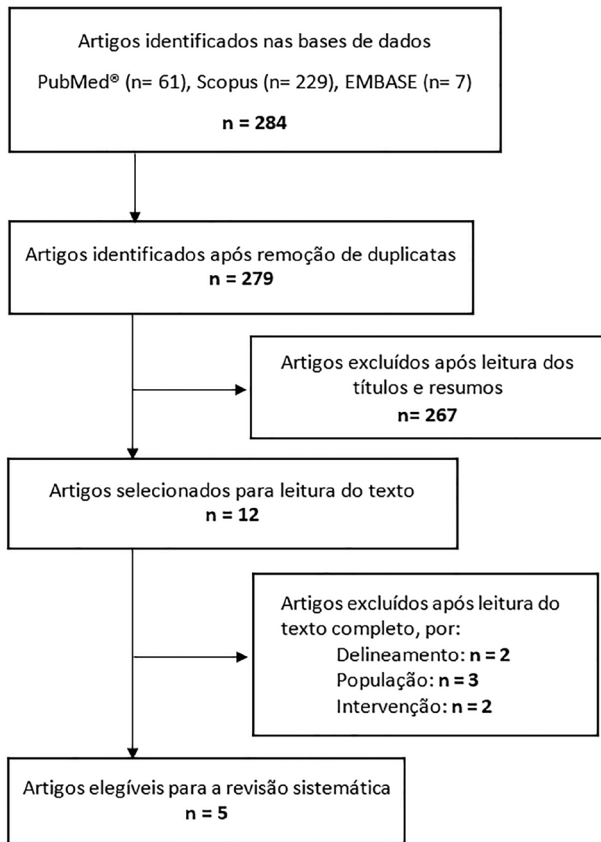 Artigos identificados nas bases de dados
PubMed® (n= 61), Scopus (n= 229), EMBASE (n= 7)
n = 284
Artigos identificados após remoção de duplicatas
n = 279
Artigos excluídos após leitura dos
títulos e resumos
n= 267
Artigos selecionados para leitura do texto
n = 12
Artigos excluídos após leitura do
texto completo, por:
Delineamento: n = 2
População: n = 3
Intervenção: n = 2
Artigos elegíveis para a revisão sistemática
n = 5